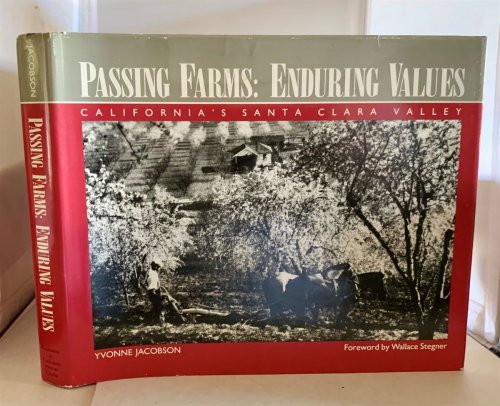 JACOBSON
PASSING FARMS: ENDURING VALUES
PASSING FARMS: ENDURING VALUES
CALIFORNIA'S SANTA CLARA VALLEY
YVONNE JACOBSON
Foreword by Wallace Stegner